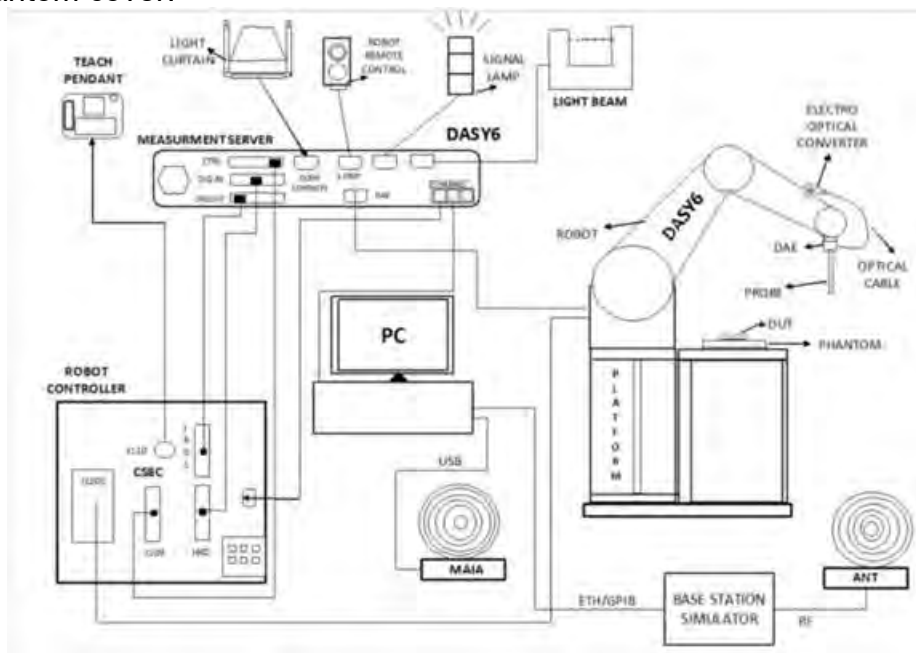 LIGHT
CURTAIN
ROBOT
REMOTE
CONTROL
SIGNAL
LAMP
LIGHT BEAM
TEACH
PENDANT
MEASURMENT SERVER
DASY6
DAE
ETHERNET
ELECTRO
OPTICAL
CONVERTER
ROBOT
DASY6
DAE
OPTICAL
CABLE
PROBE
DUT
PHANTOM
PC
PLATFORM
ROBOT
CONTROLLER
CS8C
USB
MAIA
ETH/GPIB
BASE STATION
SIMULATOR
RF
ANT